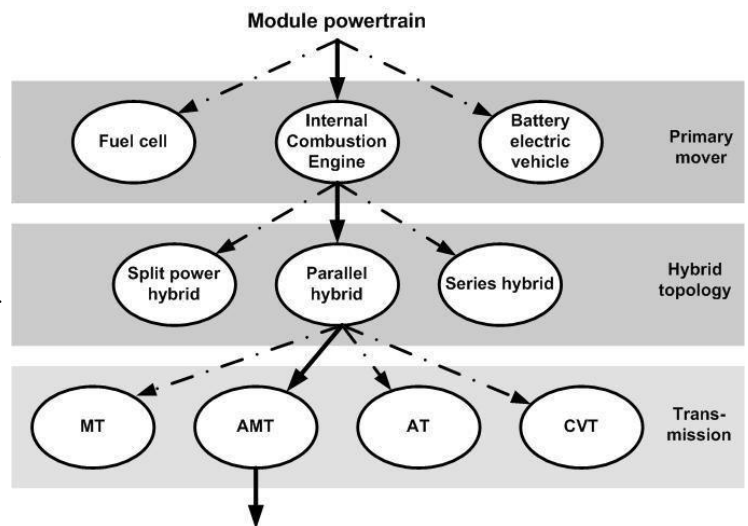 Module powertrain
Fuel cell
Internal
Combustion
Engine
Battery
electric
vehicle
Primary
mover
Split power
hybrid
Parallel
hybrid
Series hybrid
Hybrid
topology
MT
AMT
AT
CVT
Trans-
mission